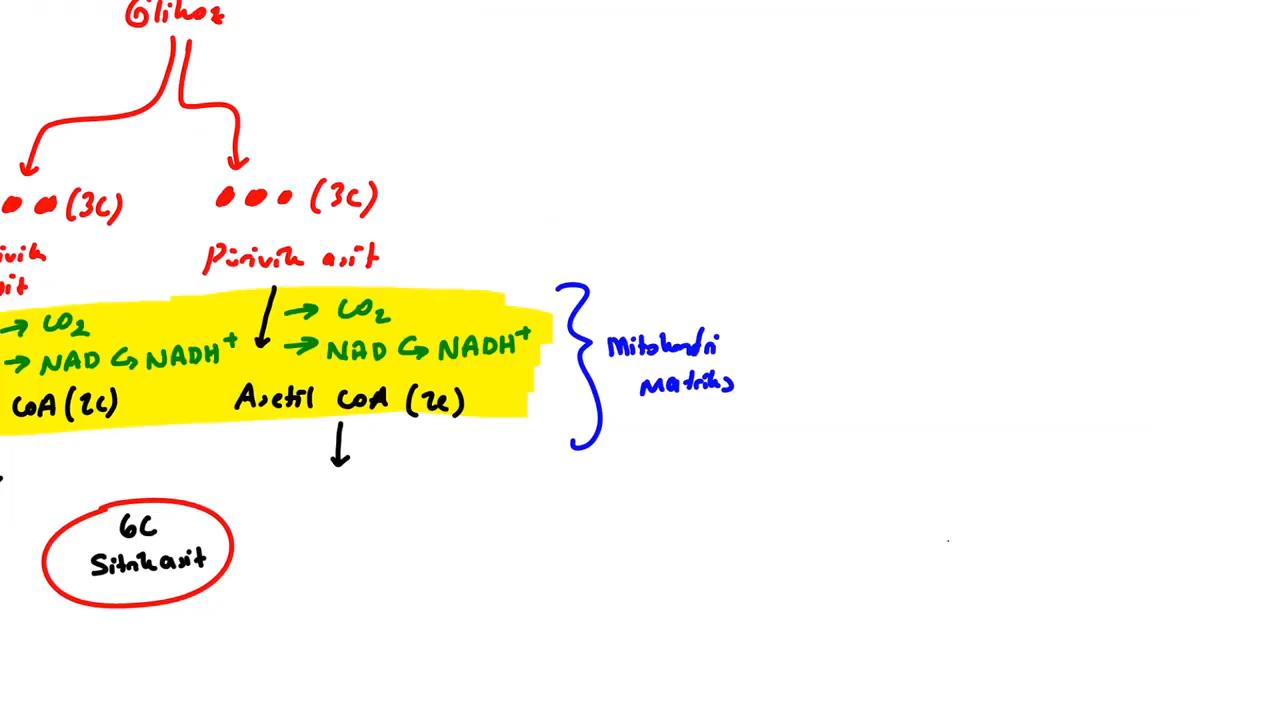 Glikoz
(3C)
(3C)
Pürivik asit
→ CO2
→ NAD ↪ NADH+
CoA (2C)
→ CO2
→ NAD ↪ NADH+
Asetil CoA (2C)
Mitokondri
Matriks
6C
Sitrik asit